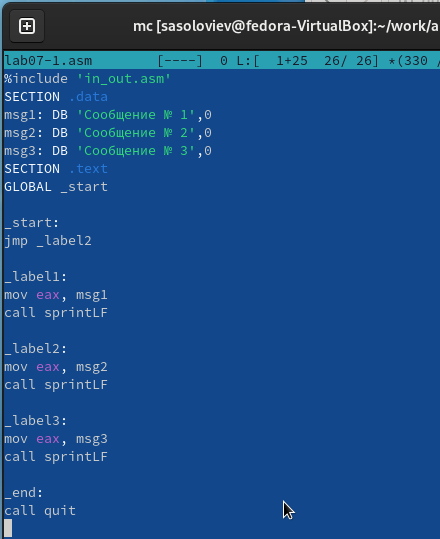 mc [sasoloviev@fedora-VirtualBox]:~/work/a
lab07-1.asm [----] 0 L:[ 1+25 26/ 26] *(330 /
%include 'in_out.asm'
SECTION .data
msg1: DB 'Сообщение № 1',0
msg2: DB 'Сообщение № 2',0
msg3: DB 'Сообщение № 3',0
SECTION .text
GLOBAL _start
_start:
jmp _label2
_label1:
mov eax, msg1
call sprintLF
_label2:
mov eax, msg2
call sprintLF
_label3:
mov eax, msg3
call sprintLF
_end:
call quit